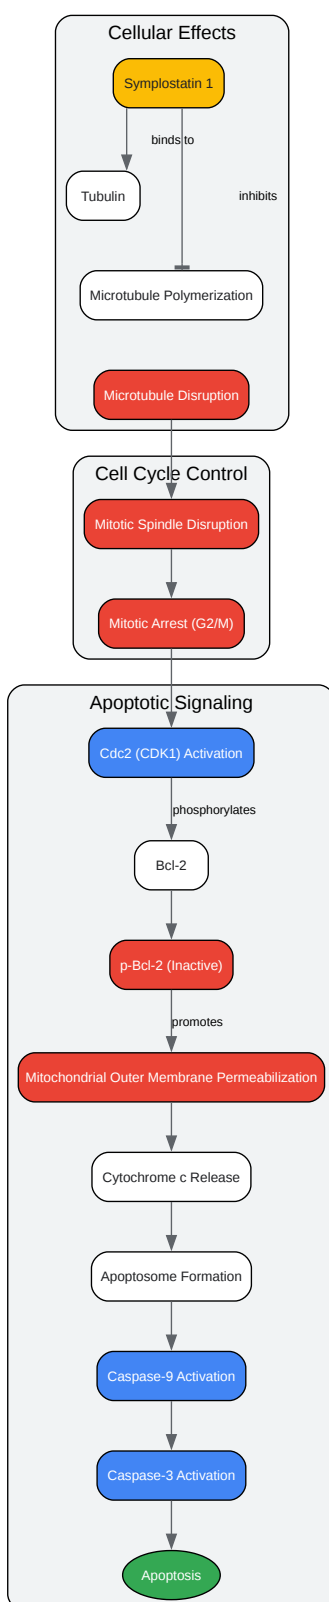 Cellular Effects
Symplostatin 1
binds to
Tubulin
inhibits
Microtubule Polymerization
Microtubule Disruption
Cell Cycle Control
Mitotic Spindle Disruption
Mitotic Arrest (G2/M)
Apoptotic Signaling
Cdc2 (CDK1) Activation
phosphorylates
Bcl-2
p-Bcl-2 (Inactive)
promotes
Mitochondrial Outer Membrane Permeabilization
Cytochrome c Release
Apoptosome Formation
Caspase-9 Activation
Caspase-3 Activation
Apoptosis